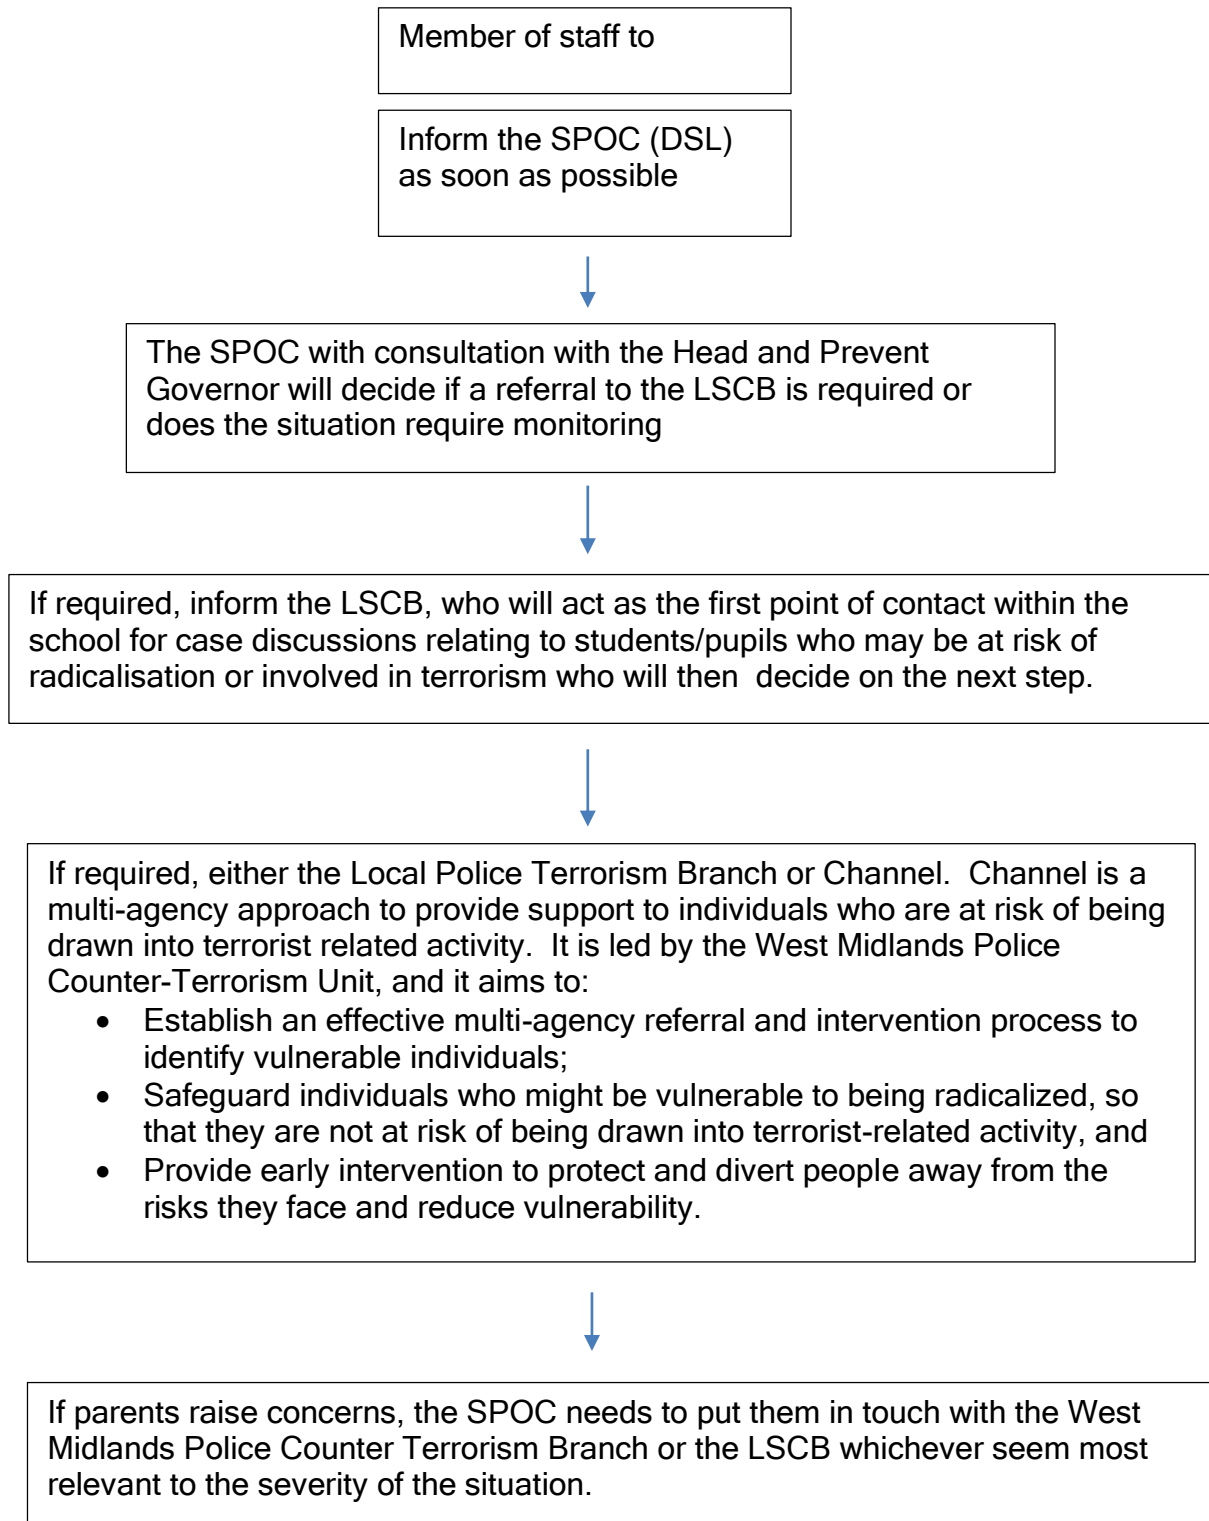 Member of staff to
Inform the SPOC (DSL)
as soon as possible
The SPOC with consultation with the Head and Prevent
Governor will decide if a referral to the LSCB is required or
does the situation require monitoring
If required, inform the LSCB, who will act as the first point of contact within the
school for case discussions relating to students/pupils who may be at risk of
radicalisation or involved in terrorism who will then  decide on the next step.
If required, either the Local Police Terrorism Branch or Channel.  Channel is a
multi-agency approach to provide support to individuals who are at risk of being
drawn into terrorist related activity.  It is led by the West Midlands Police
Counter-Terrorism Unit, and it aims to:
• Establish an effective multi-agency referral and intervention process to
identify vulnerable individuals;
• Safeguard individuals who might be vulnerable to being radicalized, so
that they are not at risk of being drawn into terrorist-related activity, and
• Provide early intervention to protect and divert people away from the
risks they face and reduce vulnerability.
If parents raise concerns, the SPOC needs to put them in touch with the West
Midlands Police Counter Terrorism Branch or the LSCB whichever seem most
relevant to the severity of the situation.